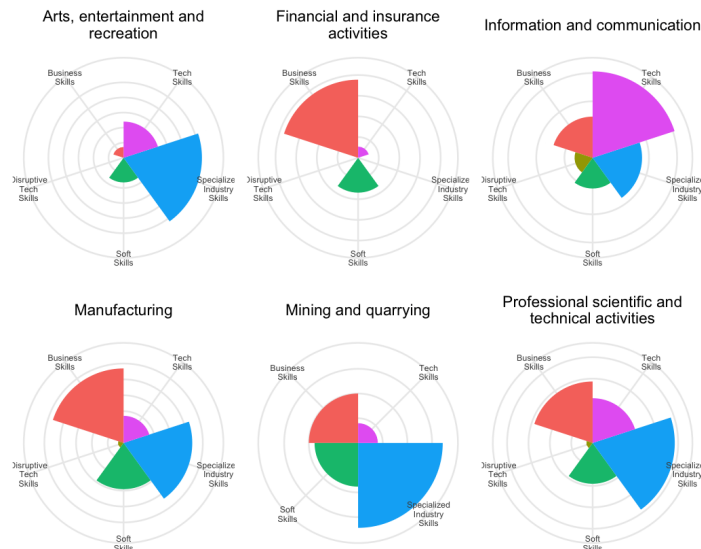 Arts, entertainment and
recreation
Business
Skills
Tech
Skills
Disruptive
Tech
Skills
Specialize
Industry
Skills
Soft
Skills
Financial and insurance
activities
Business
Skills
Tech
Skills
Disruptive
Tech
Skills
Specialize
Industry
Skills
Soft
Skills
Information and communication
Business
Skills
Tech
Skills
Disruptive
Tech
Skills
Specialize
Industry
Skills
Soft
Skills
Manufacturing
Business
Skills
Tech
Skills
Disruptive
Tech
Skills
Specialize
Industry
Skills
Soft
Skills
Mining and quarrying
Business
Skills
Tech
Skills
Soft
Skills
Specialized
Industry
Skills
Professional scientific and
technical activities
Business
Skills
Tech
Skills
Disruptive
Tech
Skills
Specialize
Industry
Skills
Soft
Skills